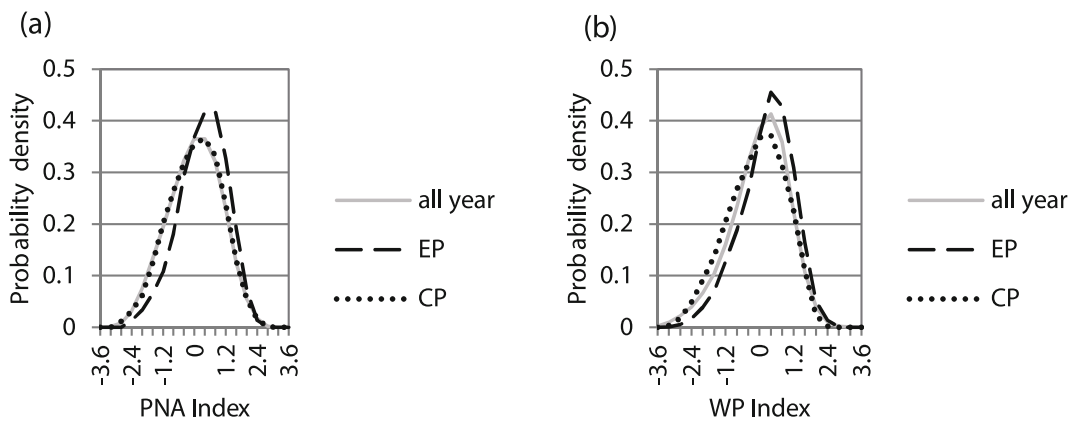 (a)
Probability density
0.5
0.4
0.3
0.2
0.1
0
-3.6
-2.4
-1.2
0
1.2
2.4
3.6
PNA Index
all year
EP
CP
(b)
Probability density
0.5
0.4
0.3
0.2
0.1
0
-3.6
-2.4
-1.2
0
1.2
2.4
3.6
WP Index
all year
EP
CP